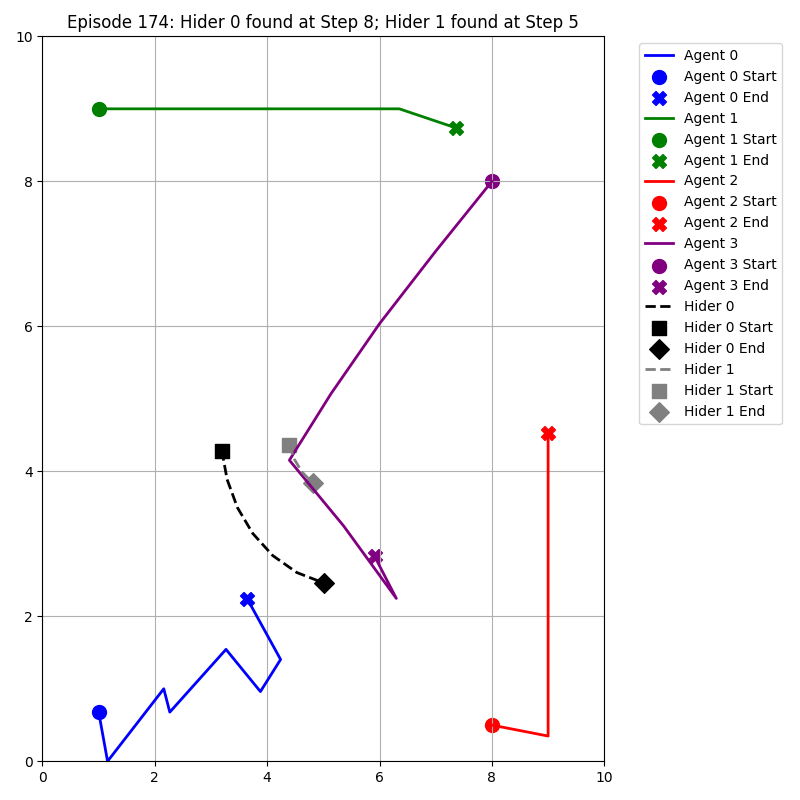 Episode 174: Hider 0 found at Step 8; Hider 1 found at Step 5
10
8
6
4
2
0
0 2 4 6 8 10
Agent 0
Agent 0 Start
Agent 0 End
Agent 1
Agent 1 Start
Agent 1 End
Agent 2
Agent 2 Start
Agent 2 End
Agent 3
Agent 3 Start
Agent 3 End
Hider 0
Hider 0 Start
Hider 0 End
Hider 1
Hider 1 Start
Hider 1 End